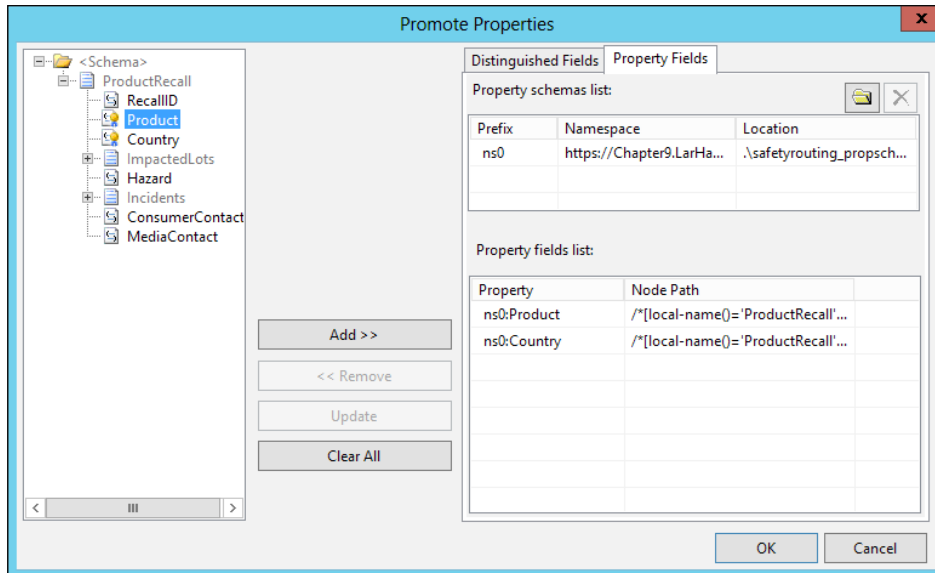 Promote Properties
x
<Schema>
ProductRecall
RecallID
Product
Country
ImpactedLots
Hazard
Incidents
ConsumerContact
MediaContact
Add >>
<< Remove
Update
Clear All
Distinguished Fields Property Fields
Property schemas list:
Prefix Namespace Location
ns0 https://Chapter9.LarHa... .\safetyrouting_propsch...
Property fields list:
Property Node Path
ns0:Product /*[local-name()='ProductRecall'...
ns0:Country /*[local-name()='ProductRecall'...
OK Cancel